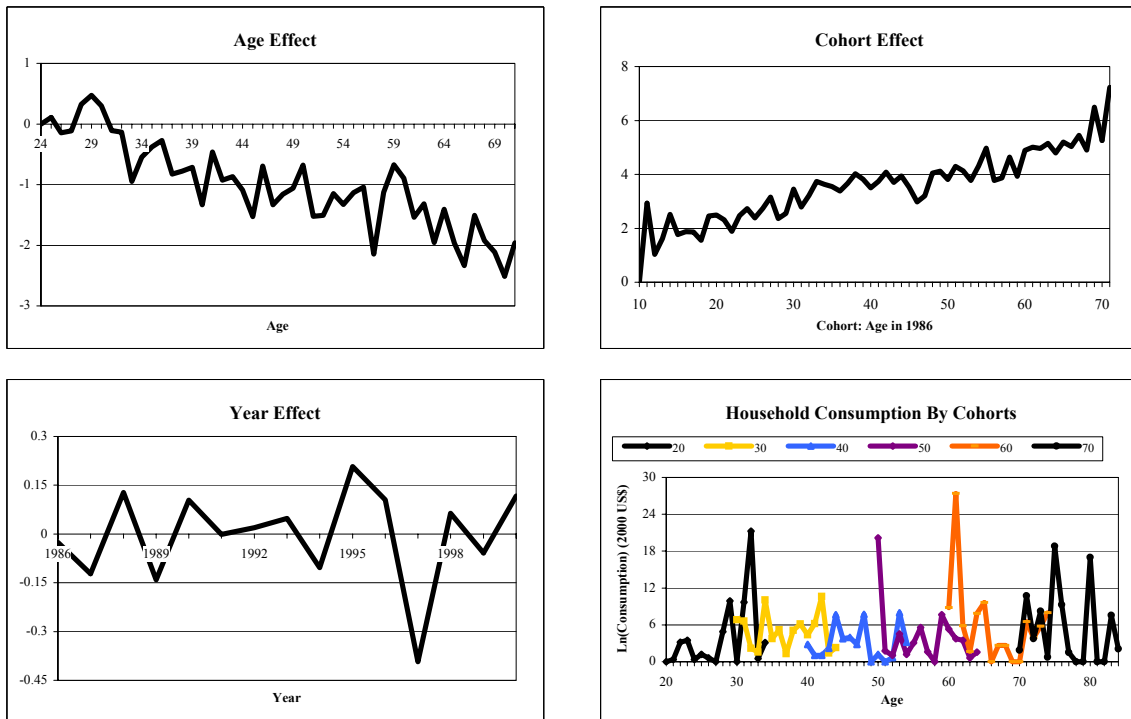 Age Effect
1
0
-1
-2
-3
24 29 34 39 44 49 54 59 64 69
Age
Cohort Effect
8
6
4
2
0
10 20 30 40 50 60 70
Cohort: Age in 1986
Year Effect
0.3
0.15
0
-0.15
-0.3
-0.45
1986 1989 1992 1995 1998
Year
Household Consumption By Cohorts
20 30 40 50 60 70
Ln(Consumption) (2000 US$)
30
24
18
12
6
0
20 30 40 50 60 70 80
Age